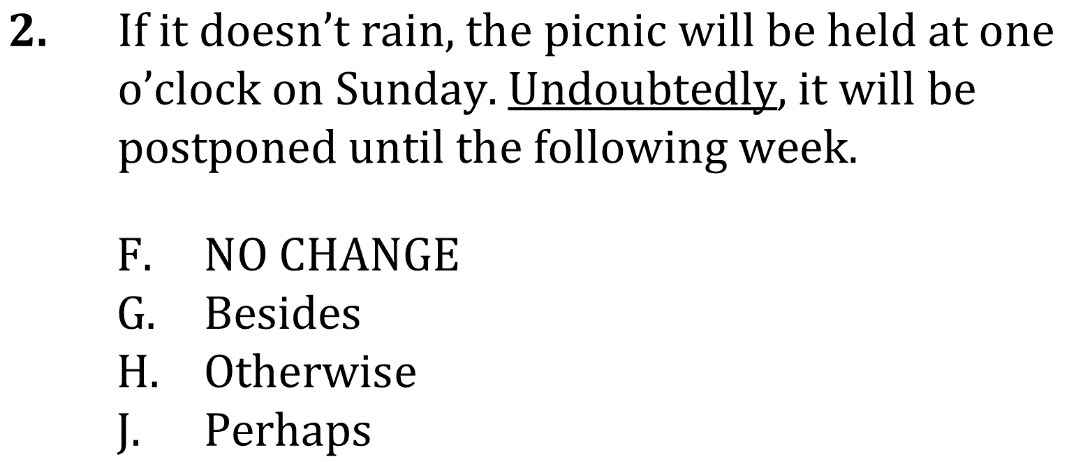 2. If it doesn’t rain, the picnic will be held at one
o’clock on Sunday. Undoubtedly, it will be
postponed until the following week.
F. NO CHANGE
G. Besides
H. Otherwise
J. Perhaps